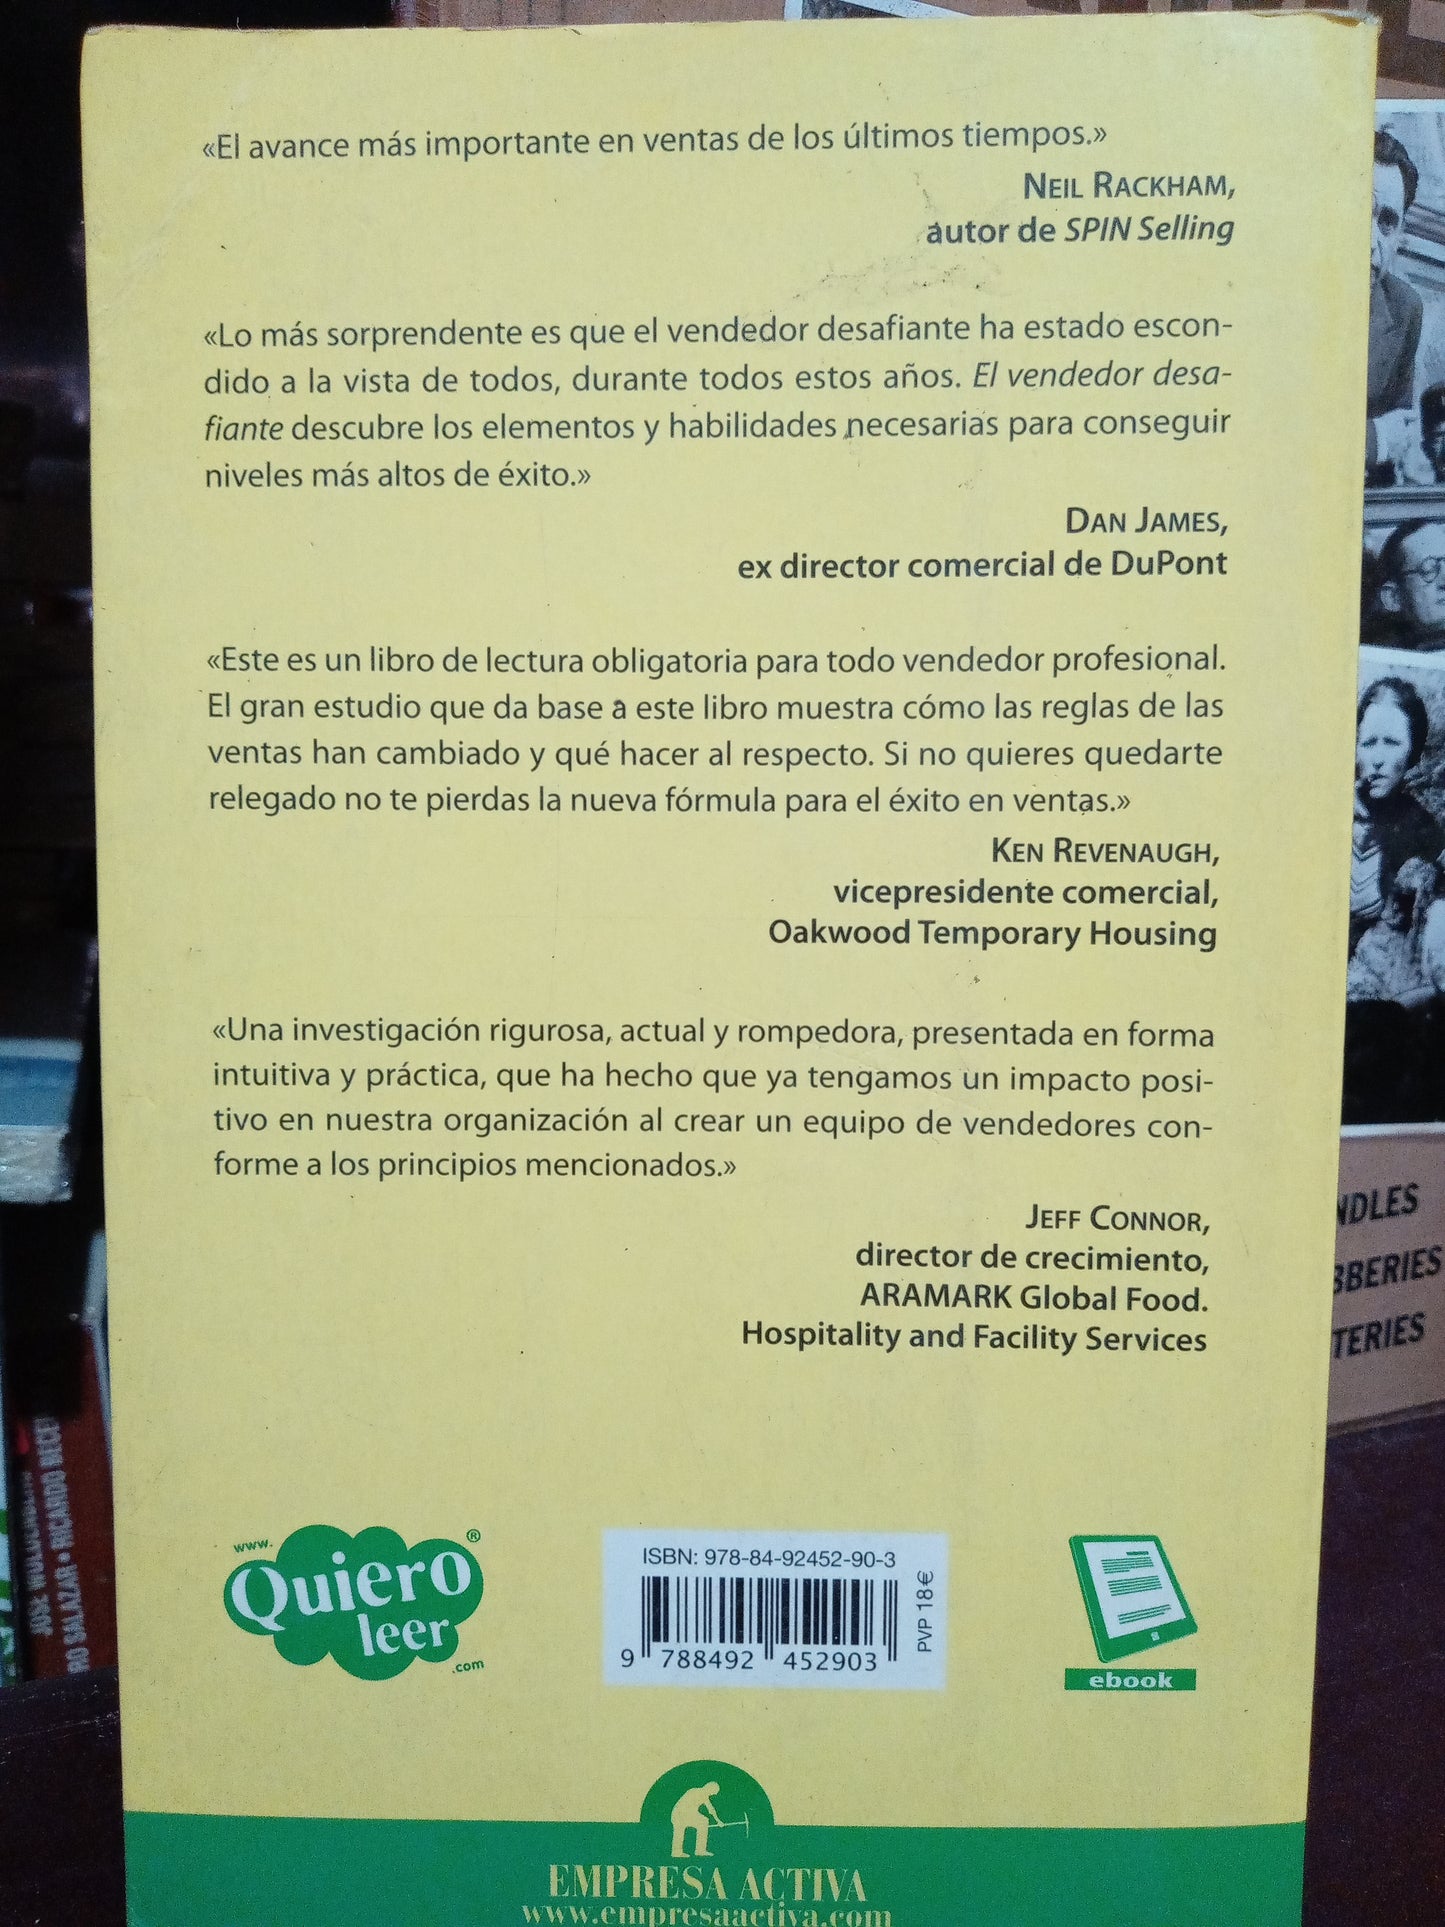 «El avance más importante en ventas de los últimos tiempos.»
NEIL RACKHAM,
autor de SPIN Selling
«Lo más sorprendente es que el vendedor desafiante ha estado escon-
dido a la vista de todos, durante todos estos años. El vendedor desa-
fiante descubre los elementos y habilidades necesarias para conseguir
niveles más altos de éxito.»
DAN JAMES,
ex director comercial de DuPont
«Este es un libro de lectura obligatoria para todo vendedor profesional.
El gran estudio que da base a este libro muestra cómo las reglas de las
ventas han cambiado y qué hacer al respecto. Si no quieres quedarte
relegado no te pierdas la nueva fórmula para el éxito en ventas.»
KEN REVENAUGH,
vicepresidente comercial,
Oakwood Temporary Housing
«Una investigación rigurosa, actual y rompedora, presentada en forma
intuitiva y práctica, que ha hecho que ya tengamos un impacto posi-
tivo en nuestra organización al crear un equipo de vendedores con-
forme a los principios mencionados.»
JEFF CONNOR,
director de crecimiento,
ARAMARK Global Food.
Hospitality and Facility Services
www.
Quiero®
leer
.com
ISBN: 978-84-92452-90-3
9 788492 452903
PVP 18€
ebook
EMPRESA ACTIVA
www.empresaactiva.com
NDLES
BBERIES
TERIES
RO SALAZAR • RICARDO BECE